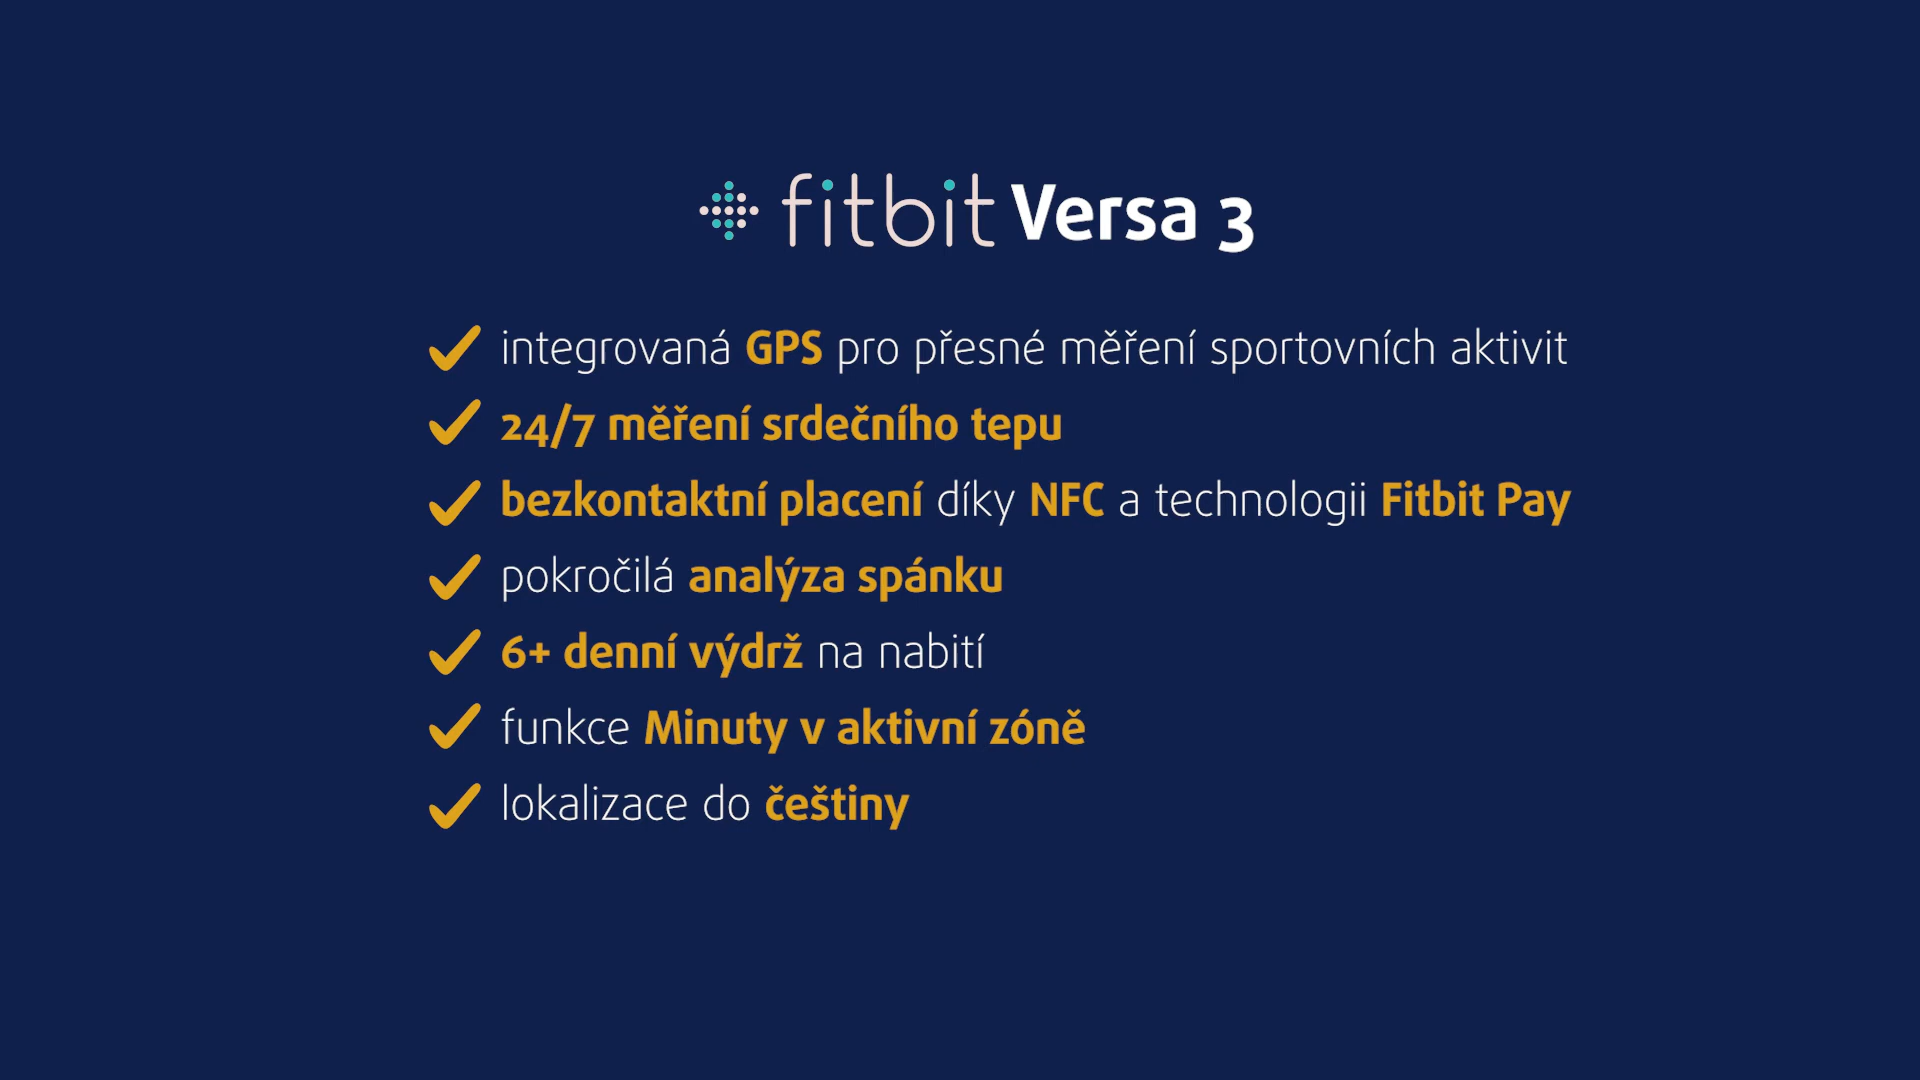 fitbit Versa 3
integrovaná GPS pro přesné měření sportovních aktivit
24/7 měření srdečního tepu
bezkontaktní placení díky NFC a technologii Fitbit Pay
pokročilá analýza spánku
6+ denní výdrž na nabití
funkce Minuty v aktivní zóně
lokalizace do češtiny